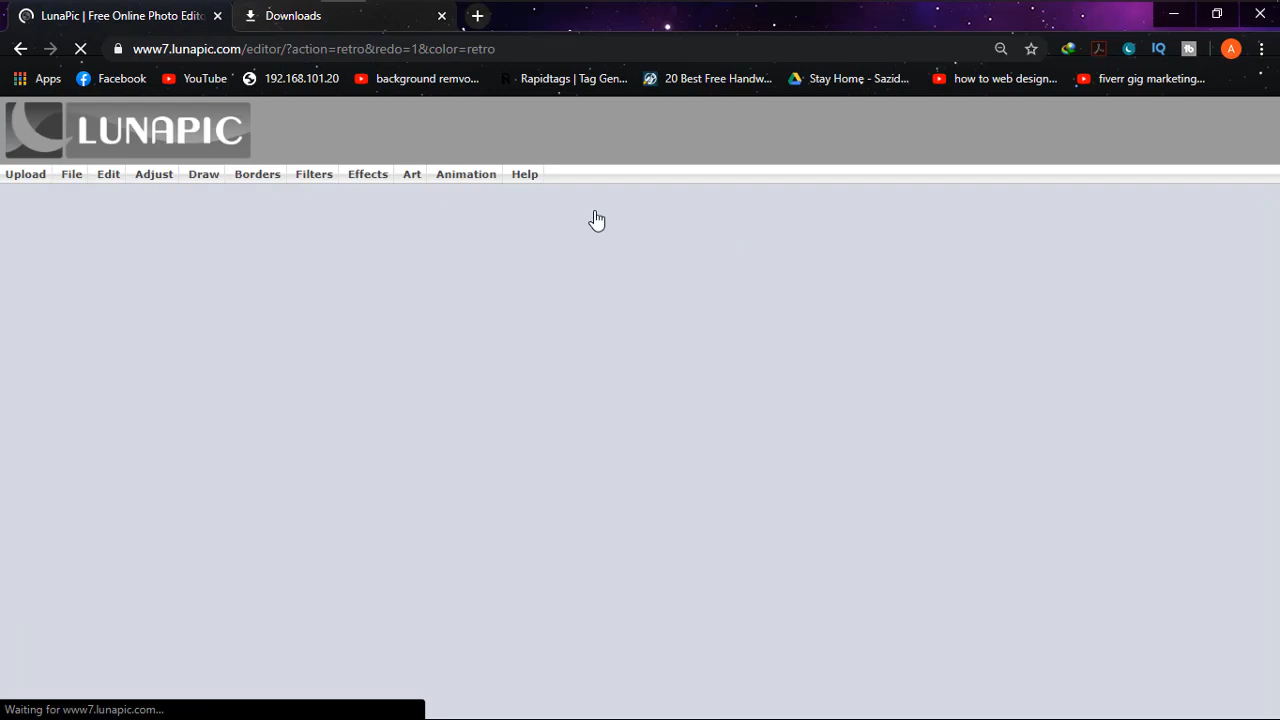 LunaPic | Free Online Photo Edito
Downloads
www7.lunapic.com/editor/?action=retro&redo=1&color=retro
IQ
A
Apps
Facebook
YouTube
192.168.101.20
background remvo...
Rapidtags | Tag Gen...
20 Best Free Handw...
Stay Home - Sazid...
how to web design...
fiverr gig marketing...
LUNAPIC
Upload File Edit Adjust Draw Borders Filters Effects Art Animation Help
Waiting for www7.lunapic.com...